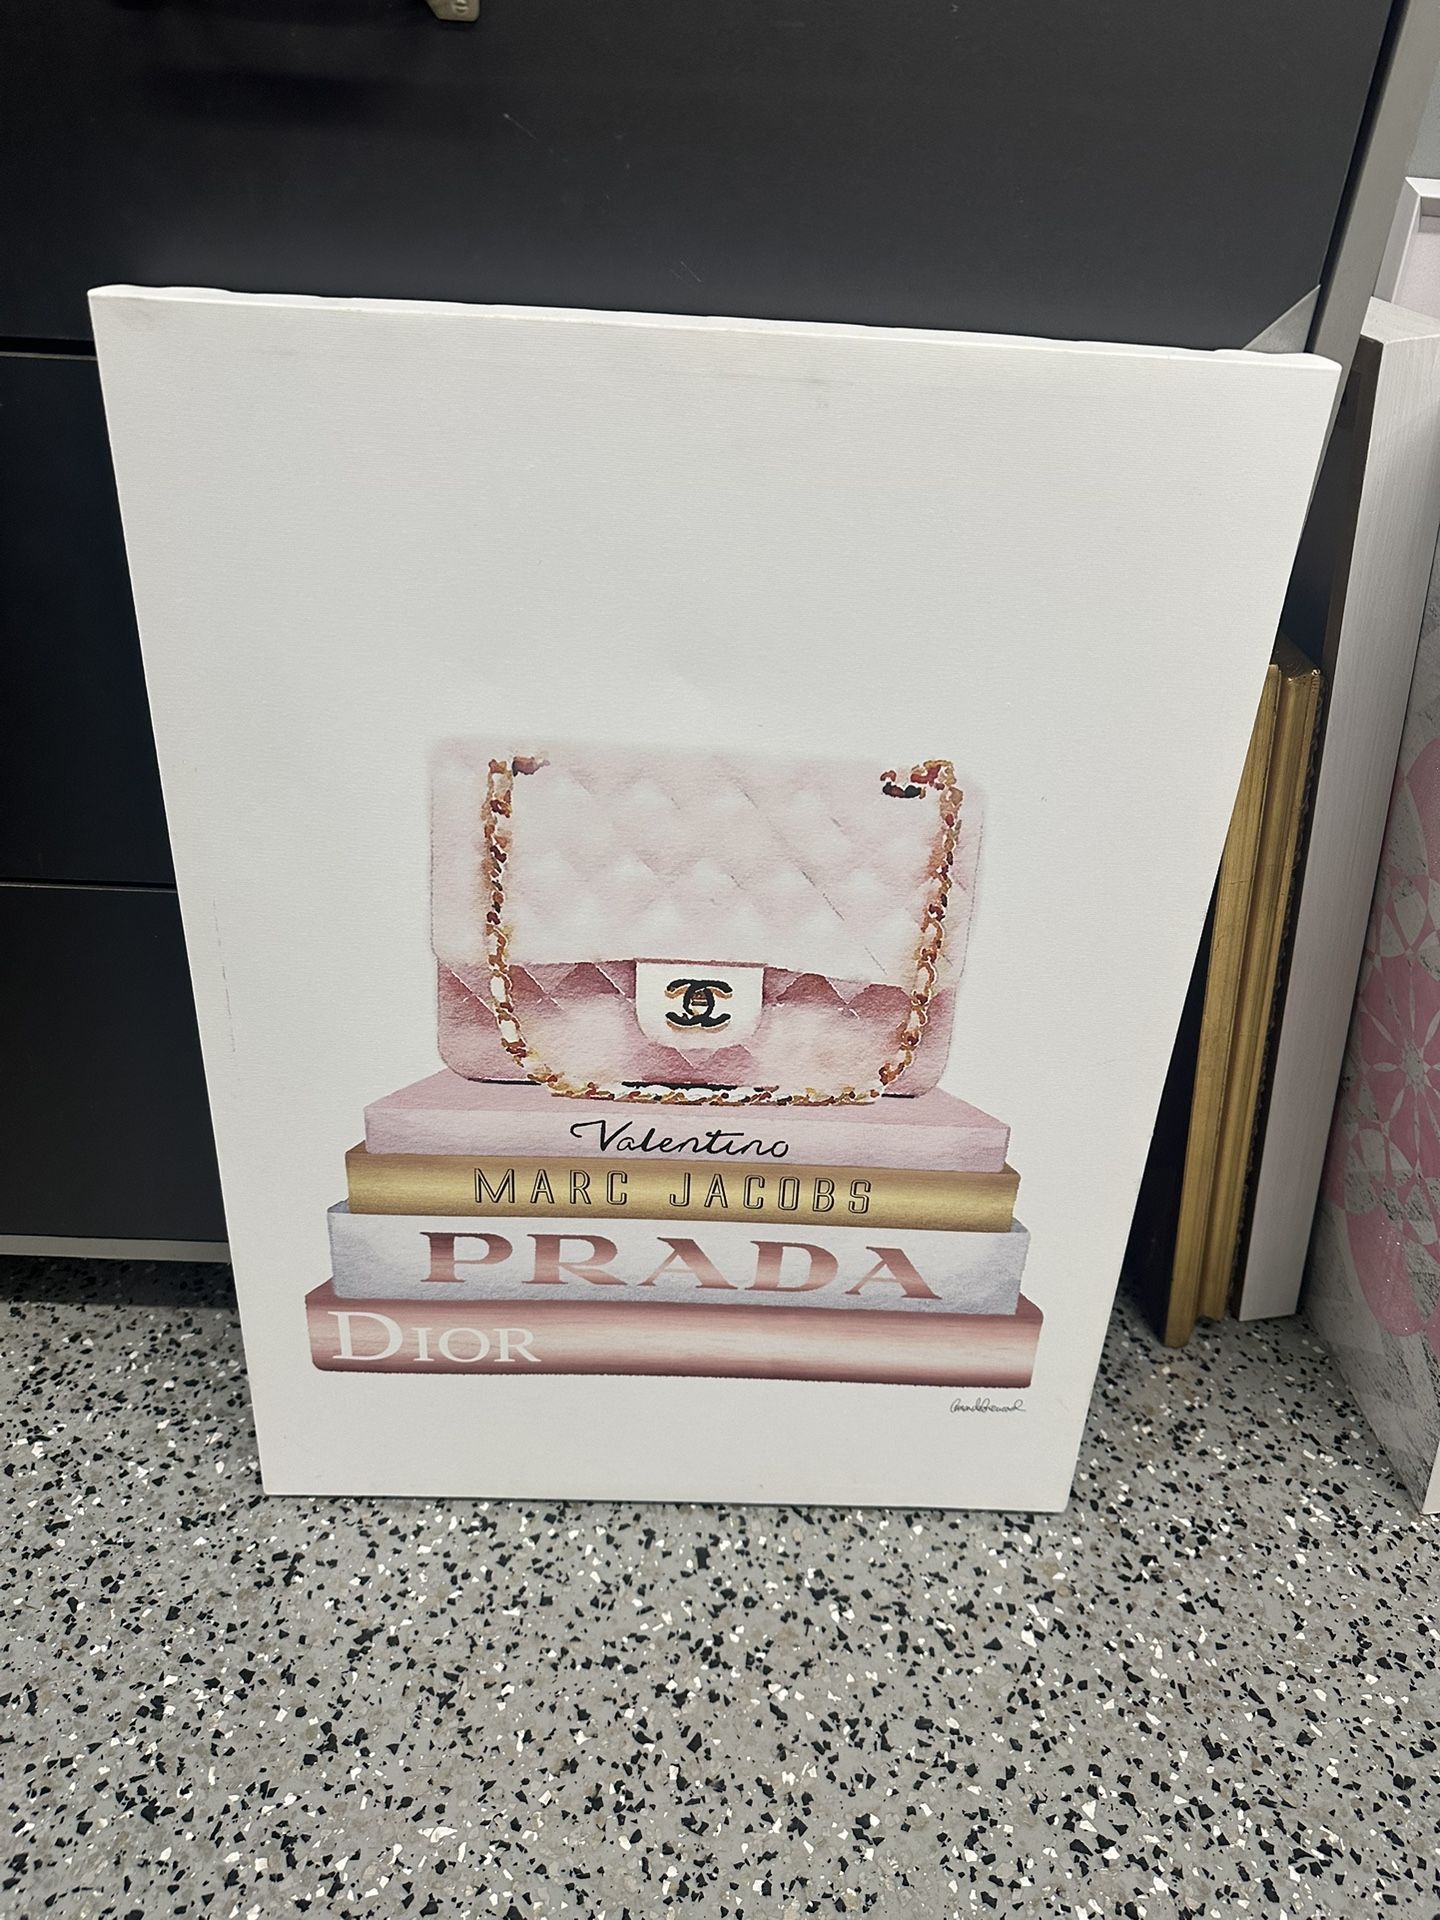 Valentino
MARC JACOBS
PRADA
DIOR